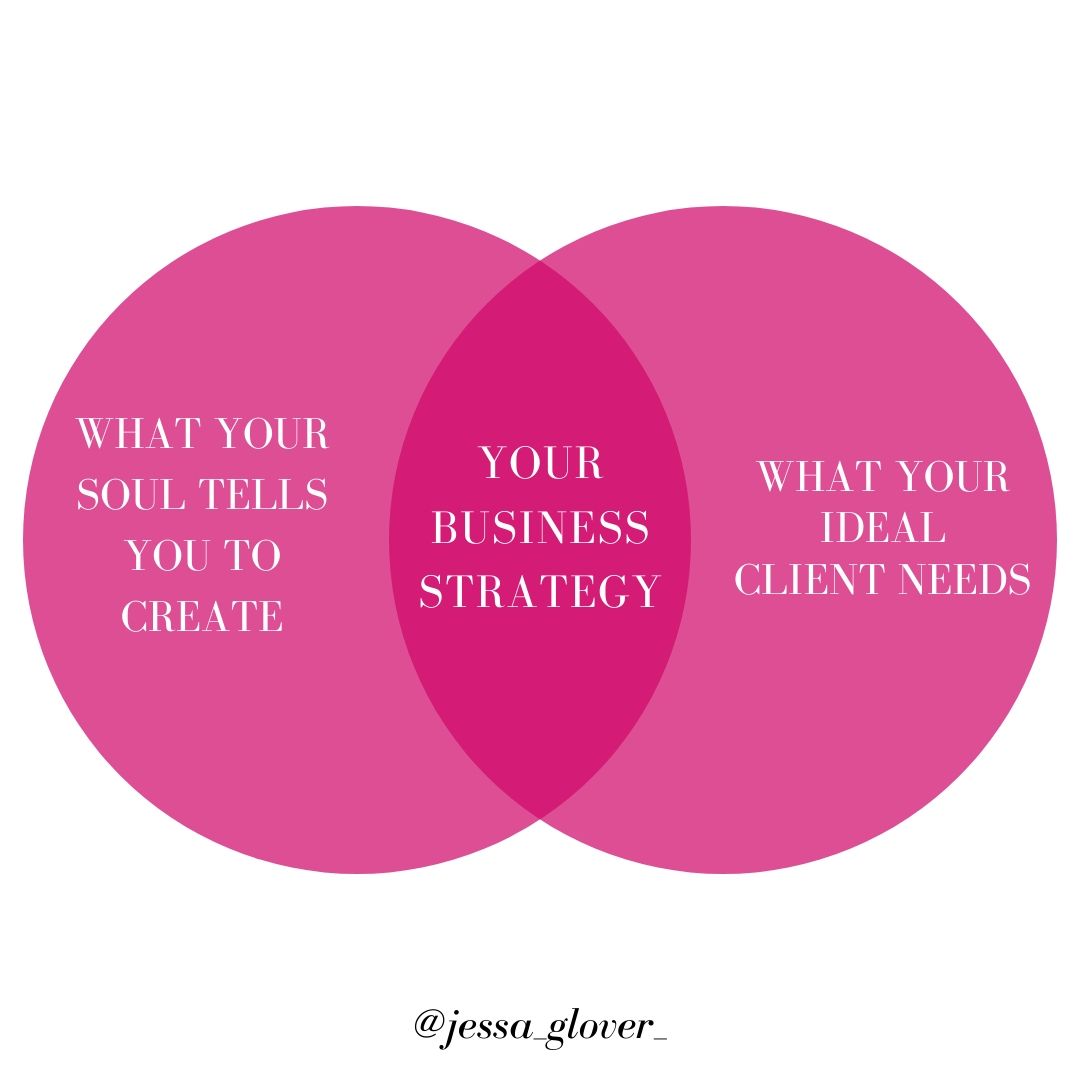 WHAT YOUR
SOUL TELLS
YOU TO
CREATE
YOUR
BUSINESS
STRATEGY
WHAT YOUR
IDEAL
CLIENT NEEDS
@jessa_glover_